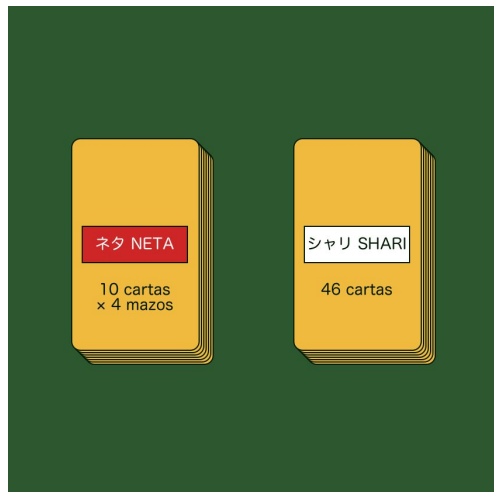 ネタ NETA
10 cartas
× 4 mazos
シャリ SHARI
46 cartas